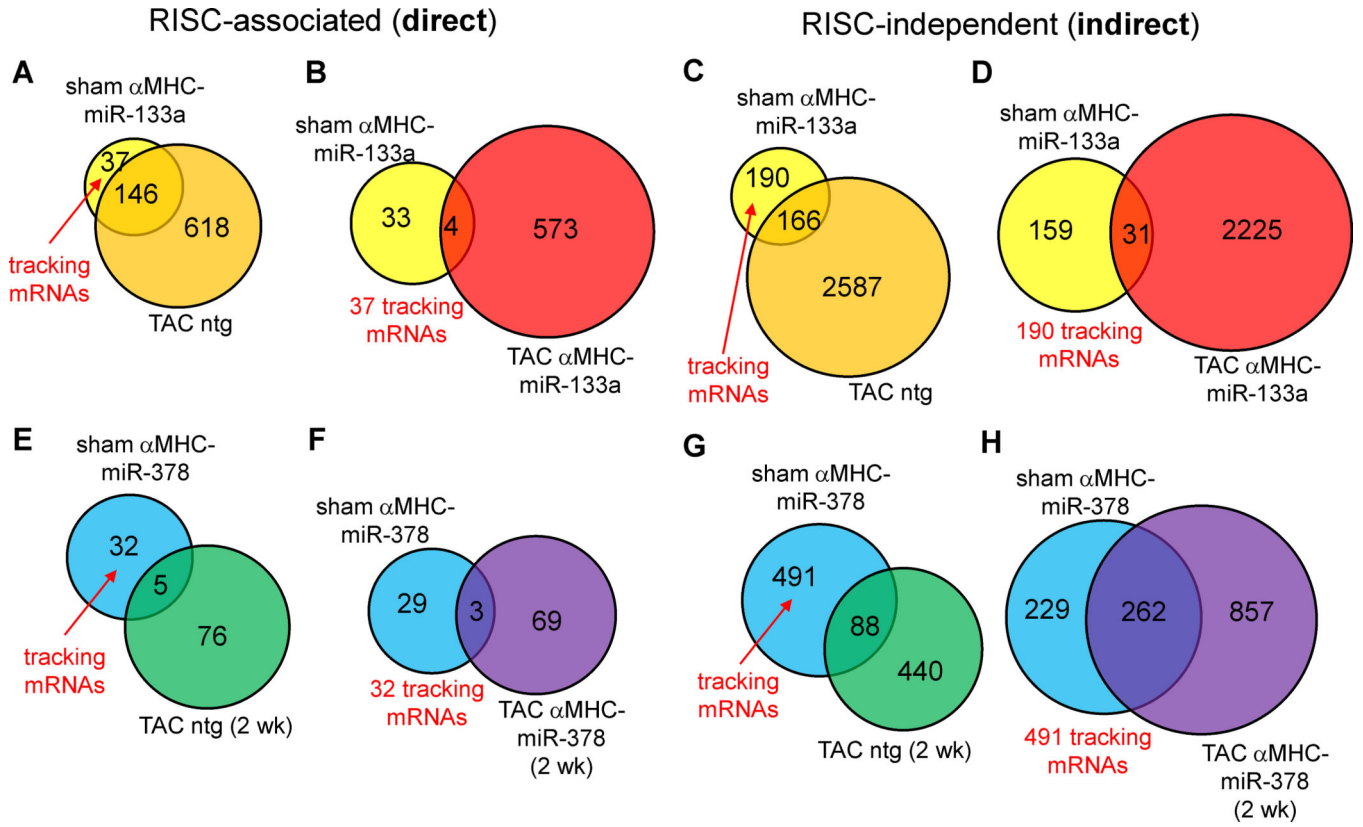 RISC-associated (direct)
RISC-independent (indirect)
A
sham αMHC-
miR-133a
37
146
618
tracking
mRNAs
TAC ntg
B
sham αMHC-
miR-133a
33
4
573
37 tracking
mRNAs
TAC αMHC-
miR-133a
C
sham αMHC-
miR-133a
190
166
2587
tracking
mRNAs
TAC ntg
D
sham αMHC-
miR-133a
159
31
2225
190 tracking
mRNAs
TAC αMHC-
miR-133a
E
sham αMHC-
miR-378
32
5
76
tracking
mRNAs
TAC ntg (2 wk)
F
sham αMHC-
miR-378
29
3
69
32 tracking
mRNAs
TAC αMHC-
miR-378
(2 wk)
G
sham αMHC-
miR-378
491
88
440
tracking
mRNAs
TAC ntg (2 wk)
H
sham αMHC-
miR-378
229
262
857
491 tracking
mRNAs
TAC αMHC-
miR-378
(2 wk)